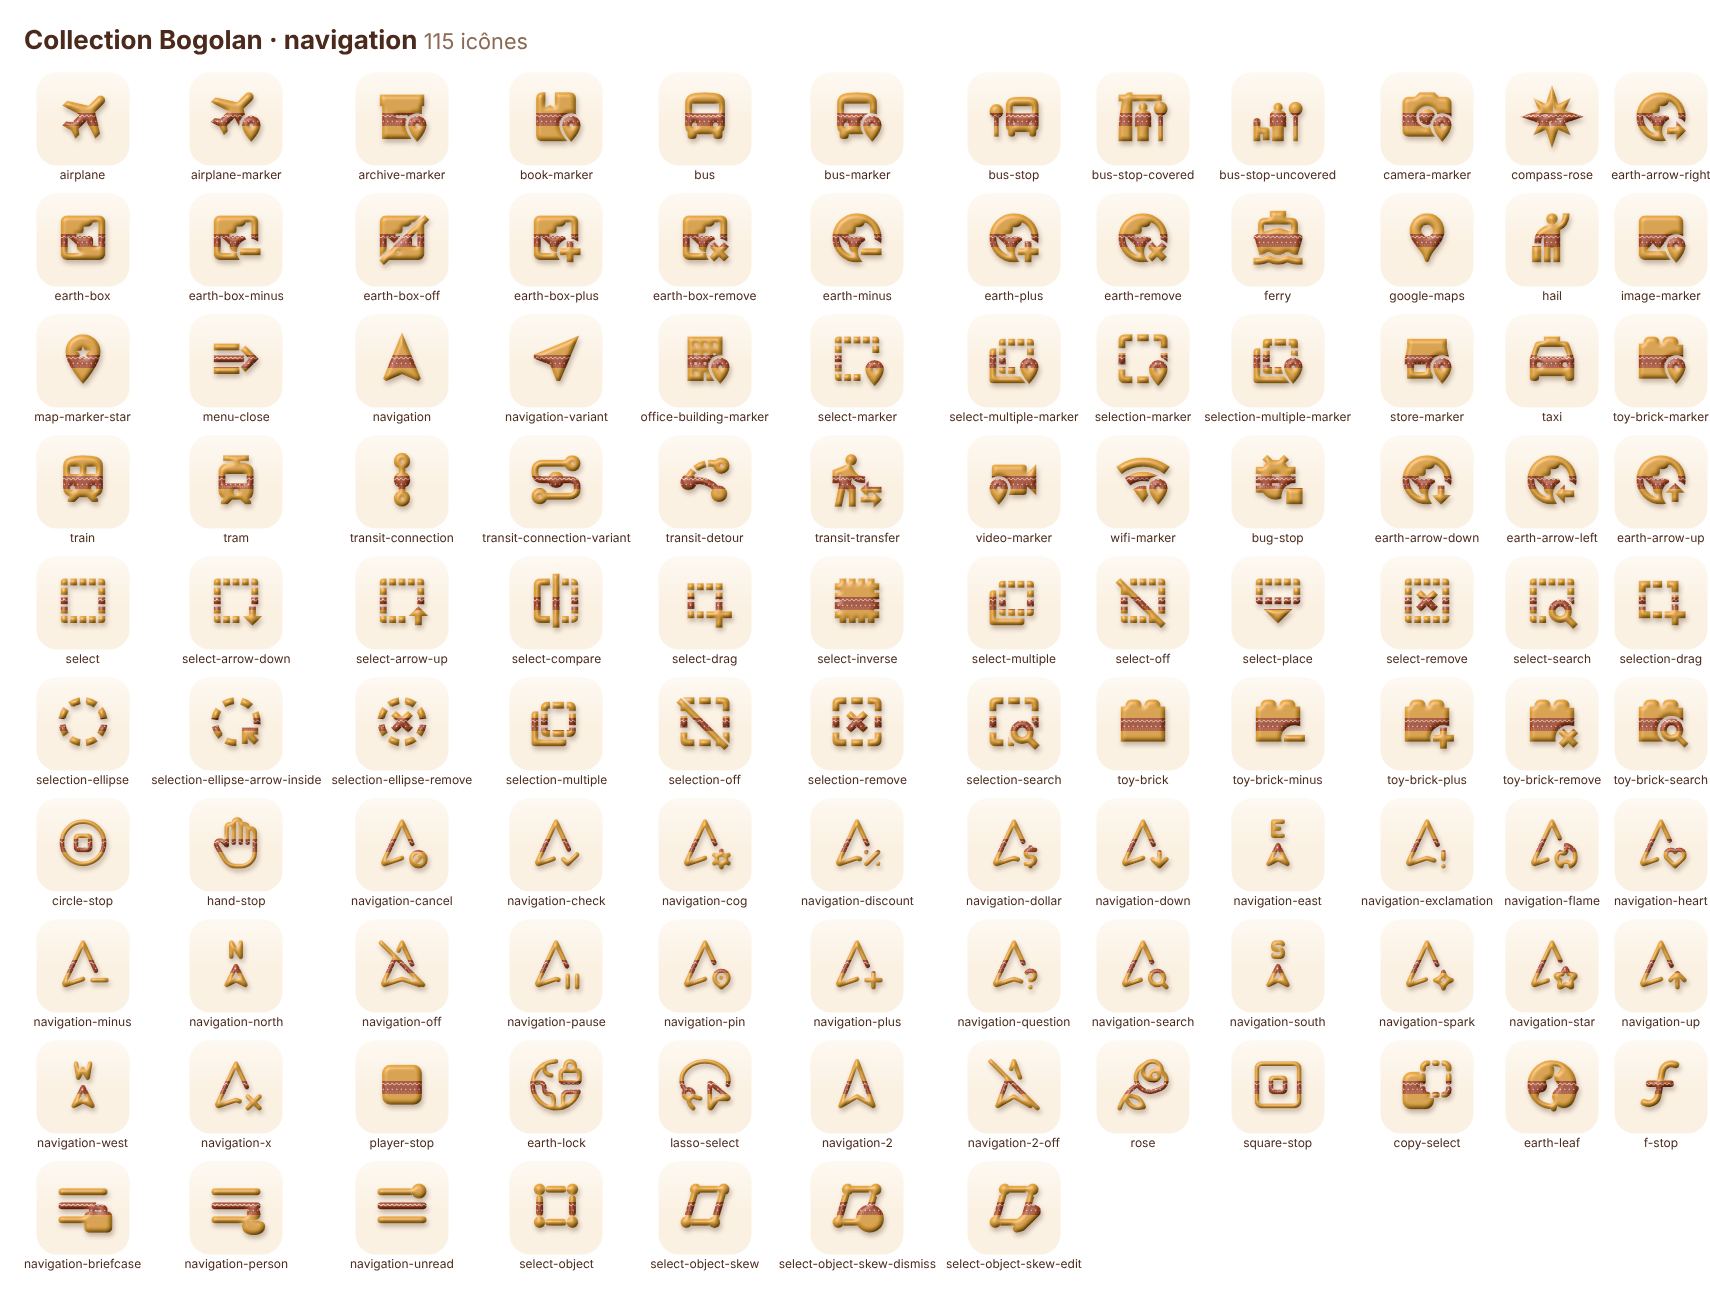 Collection Bogolan · navigation 115 icônes
airplane airplane-marker archive-marker book-marker bus bus-marker bus-stop bus-stop-covered bus-stop-uncovered camera-marker compass-rose earth-arrow-right
earth-box earth-box-minus earth-box-off earth-box-plus earth-box-remove earth-minus earth-plus earth-remove ferry google-maps hail image-marker
map-marker-star menu-close navigation navigation-variant office-building-marker select-marker select-multiple-marker selection-marker selection-multiple-marker store-marker taxi toy-brick-marker
train tram transit-connection transit-connection-variant transit-detour transit-transfer video-marker wifi-marker bug-stop earth-arrow-down earth-arrow-left earth-arrow-up
select select-arrow-down select-arrow-up select-compare select-drag select-inverse select-multiple select-off select-place select-remove select-search selection-drag
selection-ellipse selection-ellipse-arrow-inside selection-ellipse-remove selection-multiple selection-off selection-remove selection-search toy-brick toy-brick-minus toy-brick-plus toy-brick-remove toy-brick-search
E
circle-stop hand-stop navigation-cancel navigation-check navigation-cog navigation-discount navigation-dollar navigation-down navigation-east navigation-exclamation navigation-flame navigation-heart
N S
navigation-minus navigation-north navigation-off navigation-pause navigation-pin navigation-plus navigation-question navigation-search navigation-south navigation-spark navigation-star navigation-up
W
navigation-west navigation-x player-stop earth-lock lasso-select navigation-2 navigation-2-off rose square-stop copy-select earth-leaf f-stop
navigation-briefcase navigation-person navigation-unread select-object select-object-skew select-object-skew-dismiss select-object-skew-edit